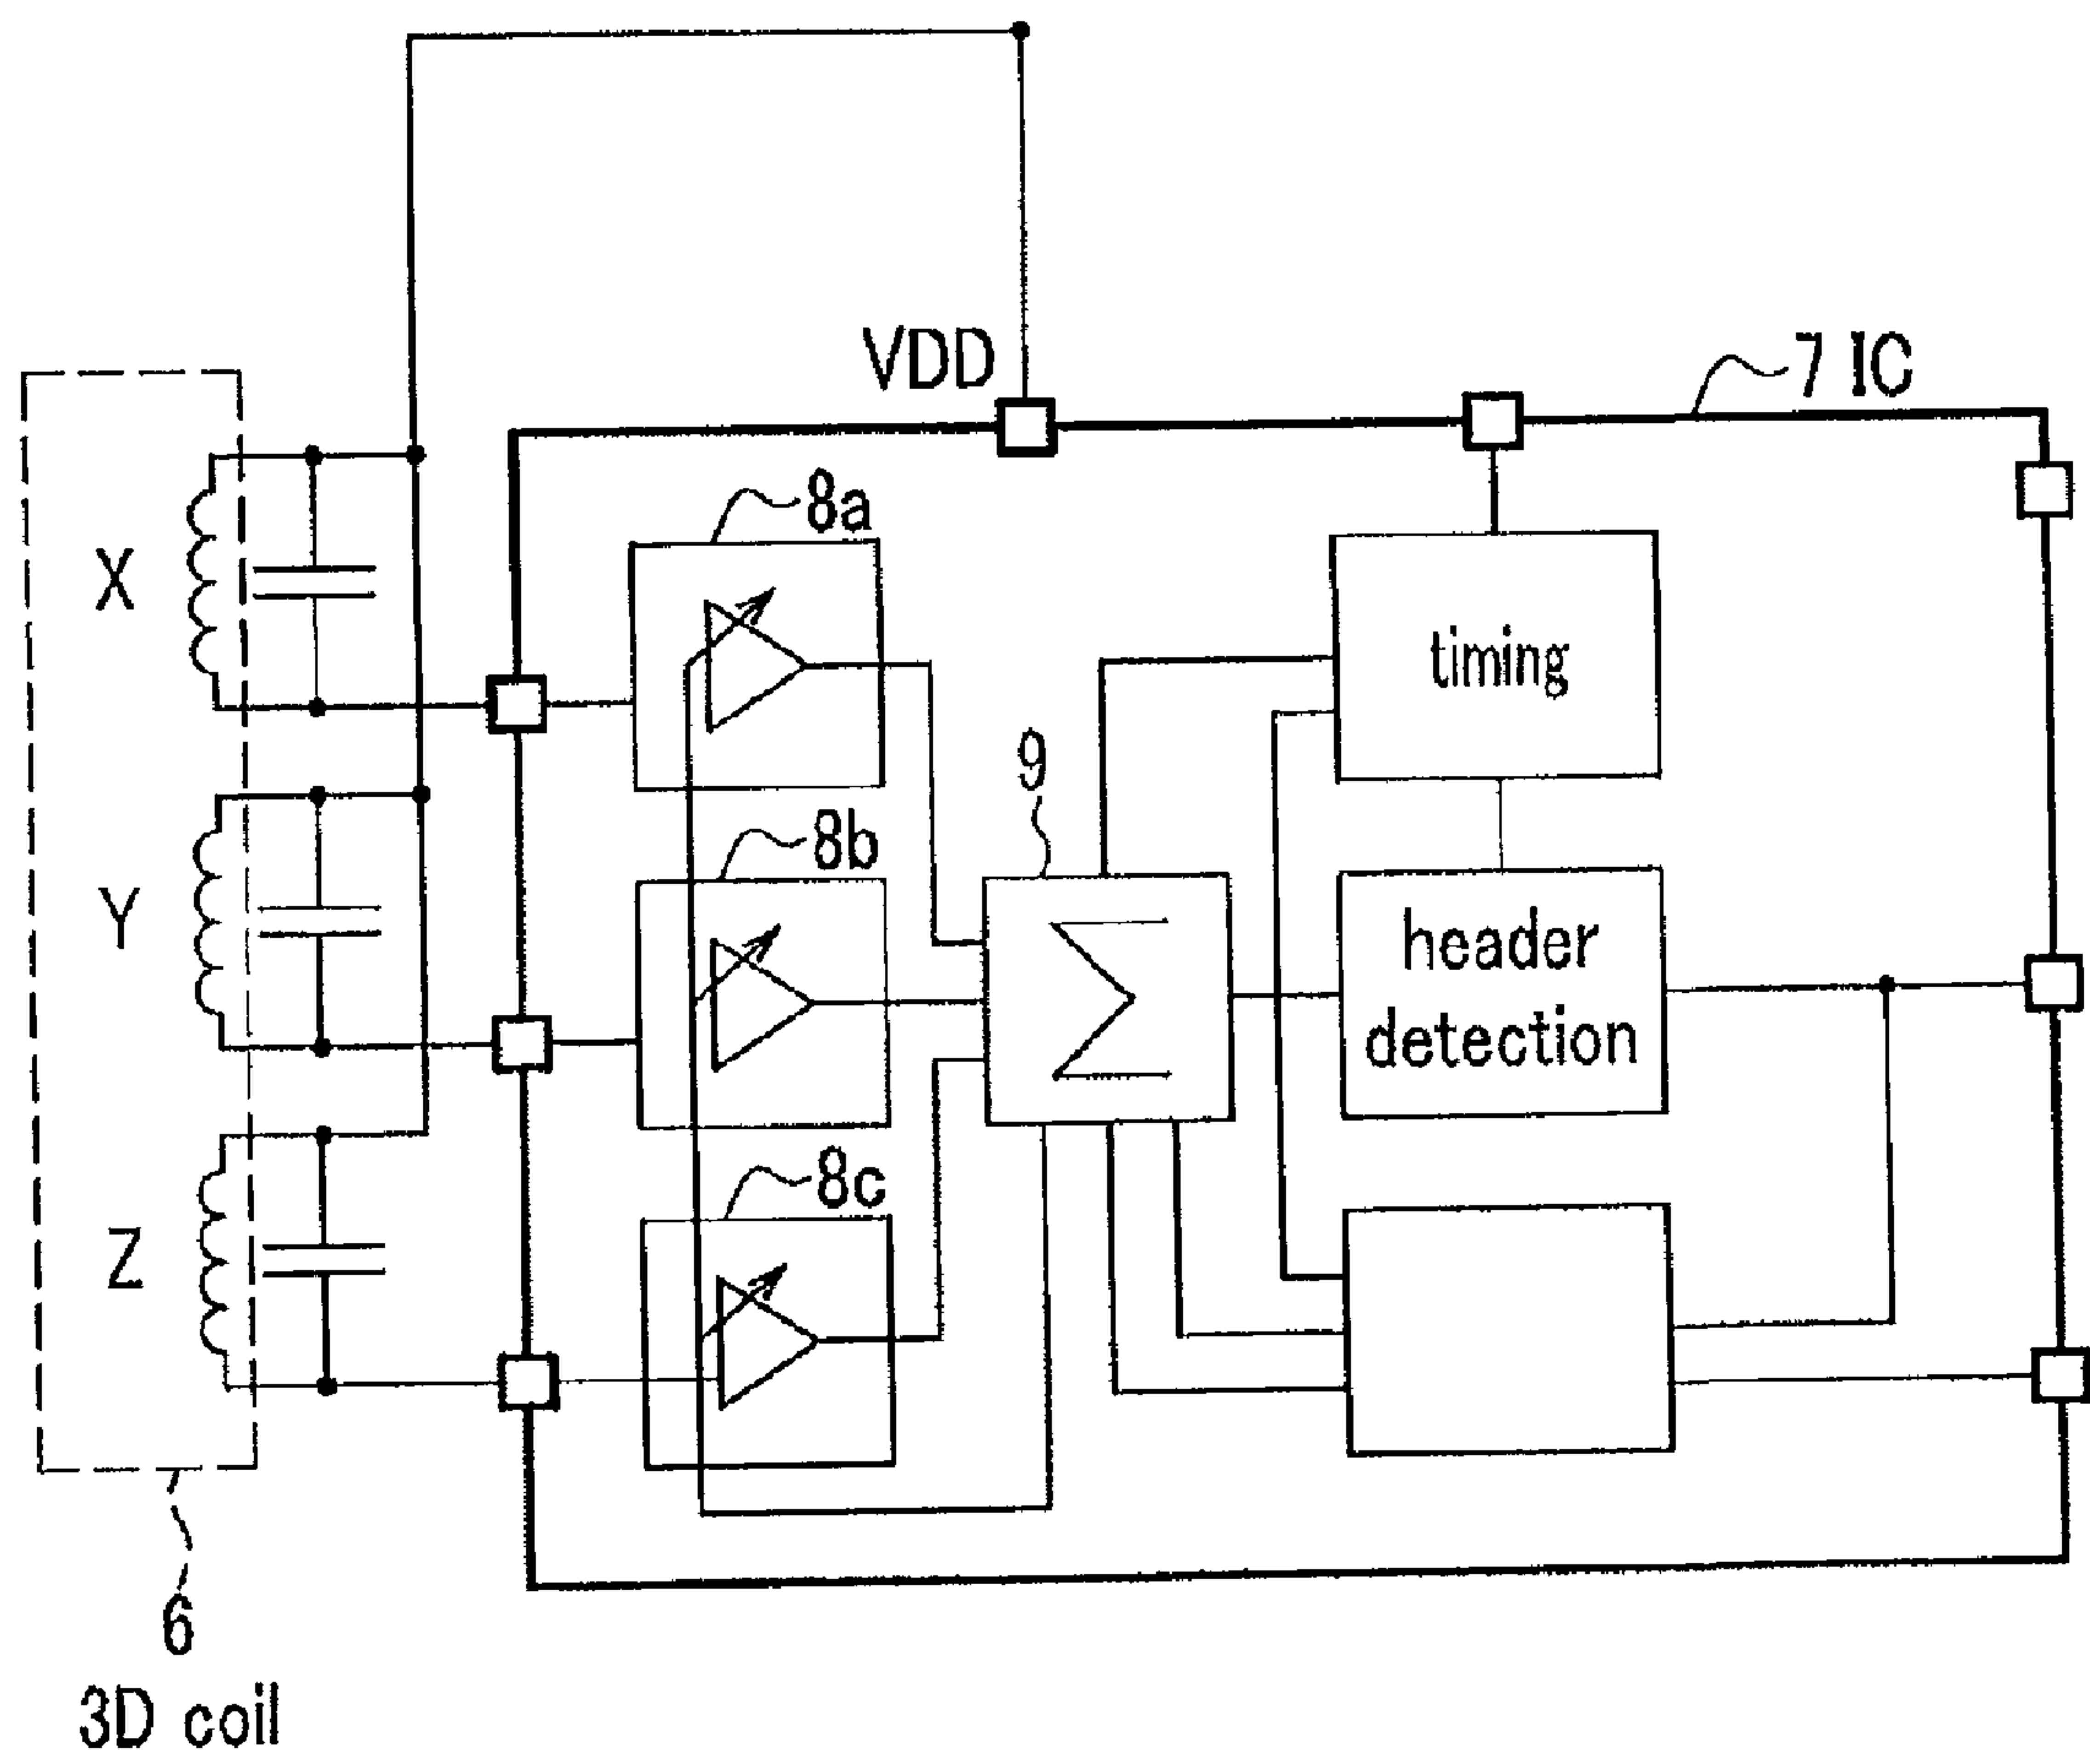 VDD
7 IC
8a
X
timing
9
8b
Y
header
detection
8c
Z
6
3D coil